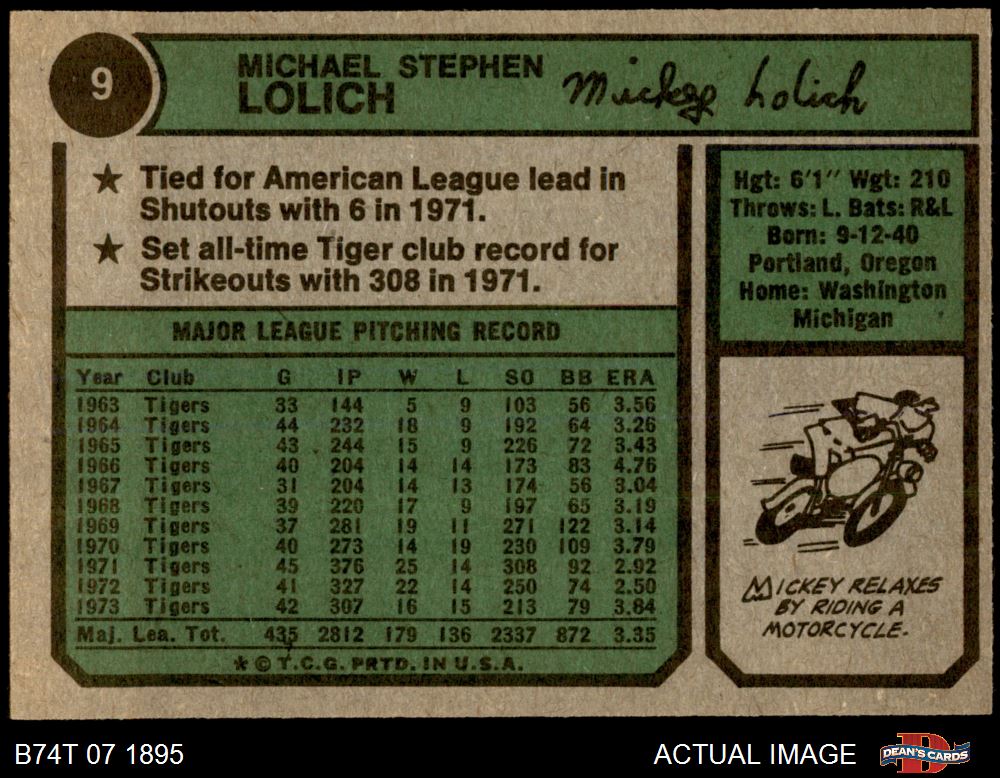 9
MICHAEL STEPHEN
LOLICH
Mickey Lolich
★ Tied for American League lead in
Shutouts with 6 in 1971.
★ Set all-time Tiger club record for
Strikeouts with 308 in 1971.
MAJOR LEAGUE PITCHING RECORD
Year Club G IP W L SO BB ERA
1963 Tigers 33 144 5 9 103 56 3.56
1964 Tigers 44 232 18 9 192 64 3.26
1965 Tigers 43 244 15 9 226 72 3.43
1966 Tigers 40 204 14 14 173 83 4.76
1967 Tigers 31 204 14 13 174 56 3.04
1968 Tigers 39 220 17 9 197 65 3.19
1969 Tigers 37 281 19 11 271 122 3.14
1970 Tigers 40 273 14 19 230 109 3.79
1971 Tigers 45 376 25 14 308 92 2.92
1972 Tigers 41 327 22 14 250 74 2.50
1973 Tigers 42 307 16 15 213 79 3.84
Maj. Lea. Tot. 435 2812 179 136 2337 872 3.35
★ © T.C.G. PRTD. IN U.S.A.
Hgt: 6'1" Wgt: 210
Throws: L. Bats: R&L
Born: 9-12-40
Portland, Oregon
Home: Washington
Michigan
MICKEY RELAXES
BY RIDING A
MOTORCYCLE.
B74T 07 1895
ACTUAL IMAGE
DEAN'S CARDS